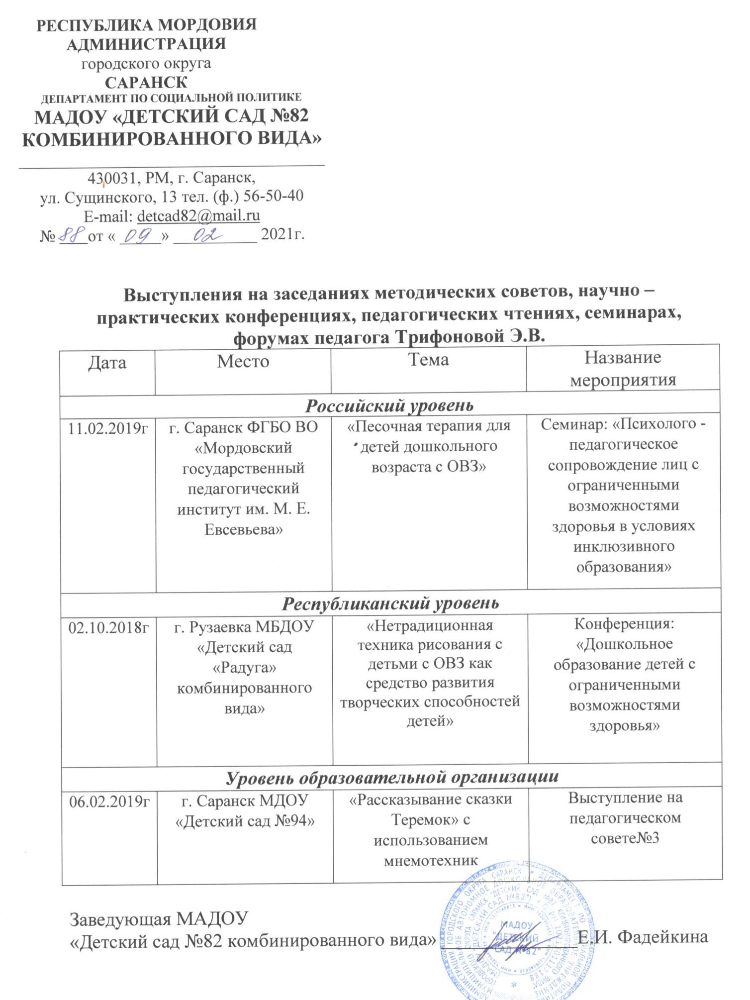 РЕСПУБЛИКА МОРДОВИЯ
АДМИНИСТРАЦИЯ
городского округа
САРАНСК
ДЕПАРТАМЕНТ ПО СОЦИАЛЬНОЙ ПОЛИТИКЕ
МАДОУ «ДЕТСКИЙ САД №82
КОМБИНИРОВАННОГО ВИДА»
430031, РМ, г. Саранск,
ул. Сущинского, 13 тел. (ф.) 56-50-40
E-mail: detcad82@mail.ru
№ 88 от « 09 » 02 2021г.
Выступления на заседаниях методических советов, научно –
практических конференциях, педагогических чтениях, семинарах,
форумах педагога Трифоновой Э.В.
Дата
Место
Тема
Название
мероприятия
Российский уровень
11.02.2019г
г. Саранск ФГБО ВО
«Мордовский
государственный
педагогический
институт им. М. Е.
Евсевьева»
«Песочная терапия для
детей дошкольного
возраста с ОВЗ»
Семинар: «Психолого -
педагогическое
сопровождение лиц с
ограниченными
возможностями
здоровья в условиях
инклюзивного
образования»
Республиканский уровень
02.10.2018г
г. Рузаевка МБДОУ
«Детский сад
«Радуга»
комбинированного
вида»
«Нетрадиционная
техника рисования с
детьми с ОВЗ как
средство развития
творческих способностей
детей»
Конференция:
«Дошкольное
образование детей с
ограниченными
возможностями
здоровья»
Уровень образовательной организации
06.02.2019г
г. Саранск МДОУ
«Детский сад №94»
«Рассказывание сказки
Теремок» с
использованием
мнемотехник
Выступление на
педагогическом
совете№3
Заведующая МАДОУ
«Детский сад №82 комбинированного вида» Е.И. Фадейкина
МАДОУ
"ДЕТСКИЙ
САД №82"